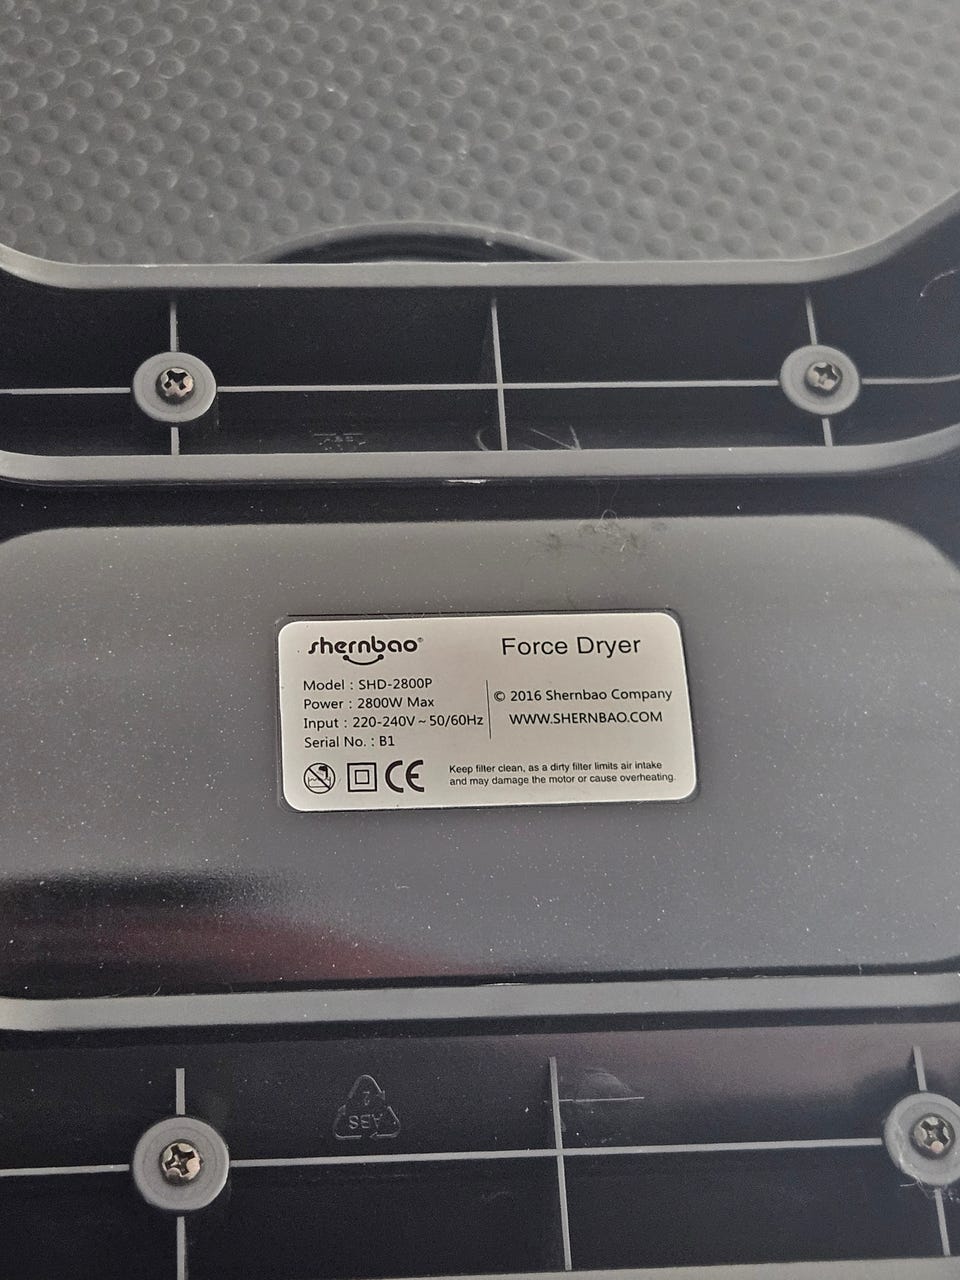 shernbao®
Force Dryer
Model : SHD-2800P
Power : 2800W Max
Input : 220-240V ~ 50/60Hz
Serial No. : B1
© 2016 Shernbao Company
WWW.SHERNBAO.COM
CE
Keep filter clean, as a dirty filter limits air intake
and may damage the motor or cause overheating.
2
ABS